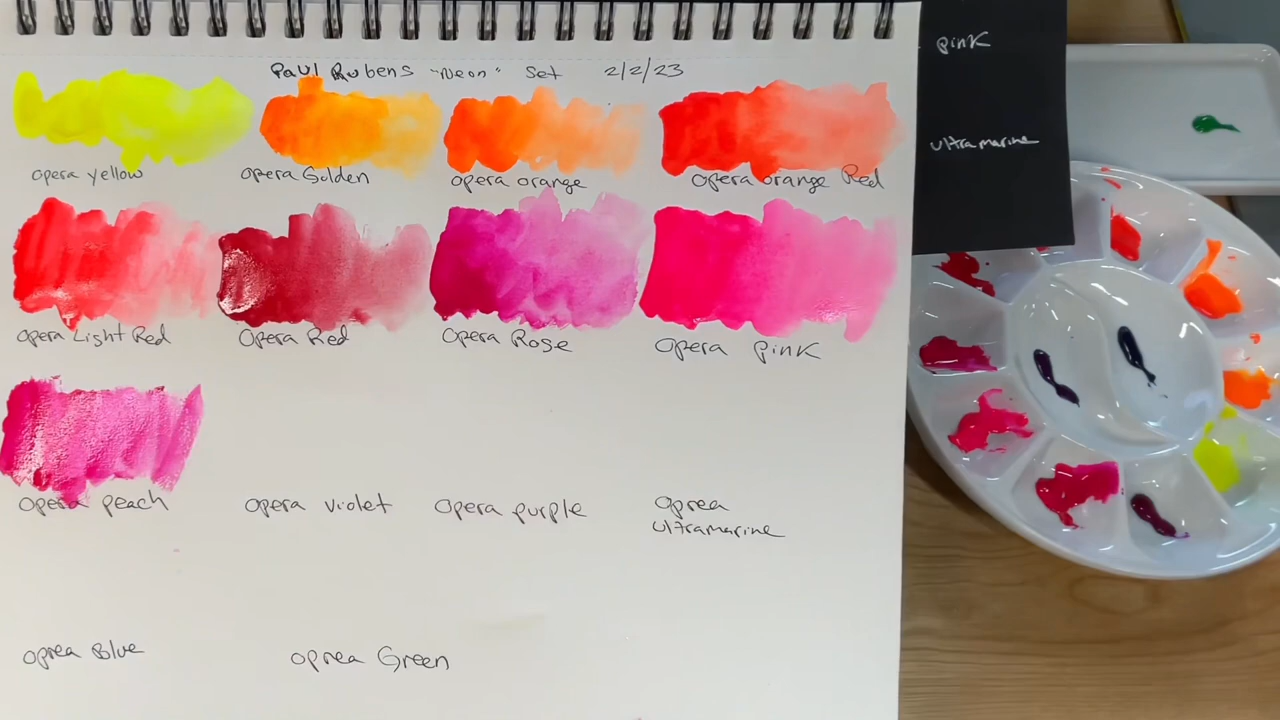 Paul Rubens "Neon" Set 2/2/23
opera yellow
opera Golden
opera orange
opera orange Red
opera Light Red
Opera Red
Opera Rose
Opera pink
Opera peach
Opera violet
Opera purple
Oprea
ultramarine
Oprea Blue
Oprea Green
pink
ultramarine